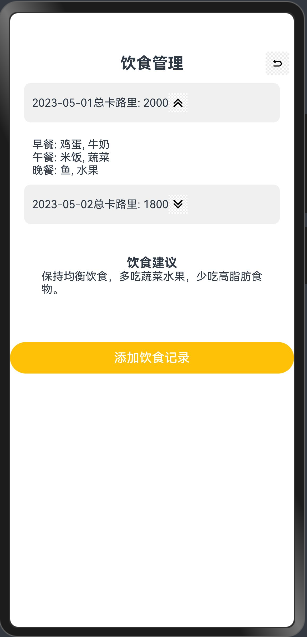 饮食管理
2023-05-01总卡路里: 2000
早餐: 鸡蛋, 牛奶
午餐: 米饭, 蔬菜
晚餐: 鱼, 水果
2023-05-02总卡路里: 1800
饮食建议
保持均衡饮食，多吃蔬菜水果，少吃高脂肪食
物。
添加饮食记录